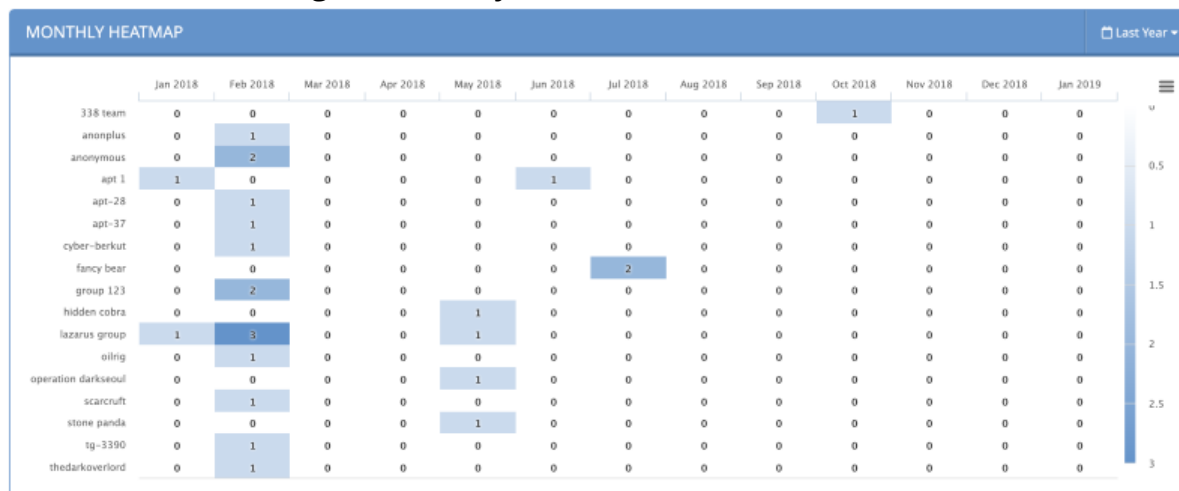 MONTHLY HEATMAP Last Year
Jan 2018 Feb 2018 Mar 2018 Apr 2018 May 2018 Jun 2018 Jul 2018 Aug 2018 Sep 2018 Oct 2018 Nov 2018 Dec 2018 Jan 2019
338 team 0 0 0 0 0 0 0 0 0 1 0 0 0
anonplus 0 1 0 0 0 0 0 0 0 0 0 0 0
anonymous 0 2 0 0 0 0 0 0 0 0 0 0 0
apt 1 1 0 0 0 0 1 0 0 0 0 0 0 0
apt-28 0 1 0 0 0 0 0 0 0 0 0 0 0
apt-37 0 1 0 0 0 0 0 0 0 0 0 0 0
cyber-berkut 0 1 0 0 0 0 0 0 0 0 0 0 0
fancy bear 0 0 0 0 0 0 2 0 0 0 0 0 0
group 123 0 2 0 0 0 0 0 0 0 0 0 0 0
hidden cobra 0 0 0 0 1 0 0 0 0 0 0 0 0
lazarus group 1 3 0 0 1 0 0 0 0 0 0 0 0
oilrig 0 1 0 0 0 0 0 0 0 0 0 0 0
operation darkseoul 0 0 0 0 1 0 0 0 0 0 0 0 0
scarcruft 0 1 0 0 0 0 0 0 0 0 0 0 0
stone panda 0 0 0 0 1 0 0 0 0 0 0 0 0
tg-3390 0 1 0 0 0 0 0 0 0 0 0 0 0
thedarkoverlord 0 1 0 0 0 0 0 0 0 0 0 0 0
0.5
1
1.5
2
2.5
3